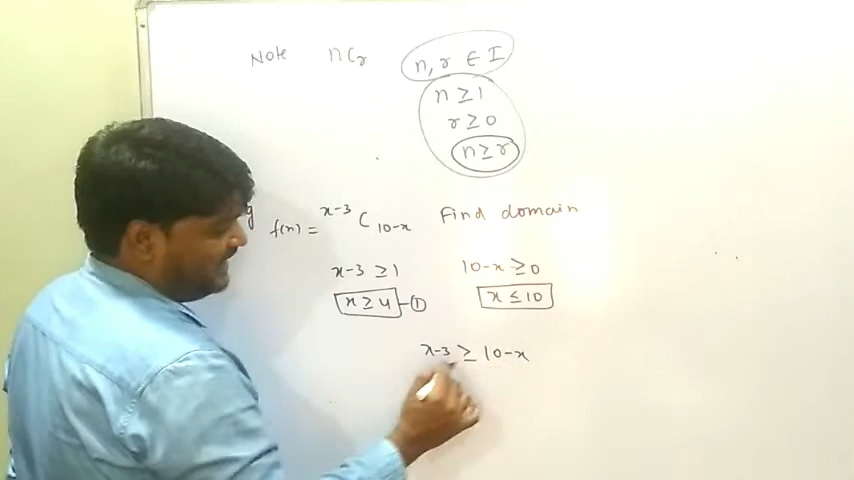 Note nCr n, r ∈ I
n ≥ 1
r ≥ 0
n ≥ r
f(n) = x-3 C 10-x Find domain
x-3 ≥ 1 10-x ≥ 0
x ≥ 4 - ① x ≤ 10
x-3 ≥ 10-x